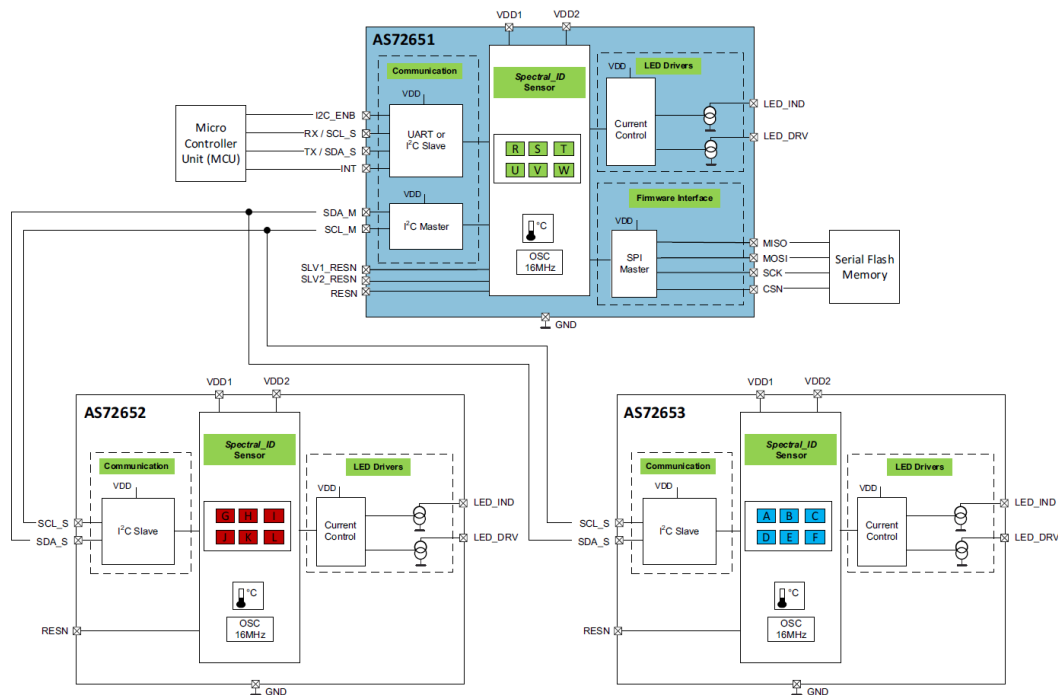 VDD1
VDD2
AS72651
Communication
VDD
UART or
I²C Slave
VDD
I²C Master
Spectral_ID
Sensor
R S T
U V W
°C
OSC
16MHz
LED Drivers
VDD
Current
Control
Firmware Interface
VDD
SPI
Master
Micro
Controller
Unit (MCU)
I2C_ENB
RX / SCL_S
TX / SDA_S
INT
SDA_M
SCL_M
SLV1_RESN
SLV2_RESN
RESN
LED_IND
LED_DRV
MISO
MOSI
SCK
CSN
Serial Flash
Memory
GND
VDD1
VDD2
AS72652
Communication
VDD
I²C Slave
Spectral_ID
Sensor
G H I
J K L
°C
OSC
16MHz
LED Drivers
VDD
Current
Control
SCL_S
SDA_S
RESN
LED_IND
LED_DRV
GND
VDD1
VDD2
AS72653
Communication
VDD
I²C Slave
Spectral_ID
Sensor
A B C
D E F
°C
OSC
16MHz
LED Drivers
VDD
Current
Control
SCL_S
SDA_S
RESN
LED_IND
LED_DRV
GND